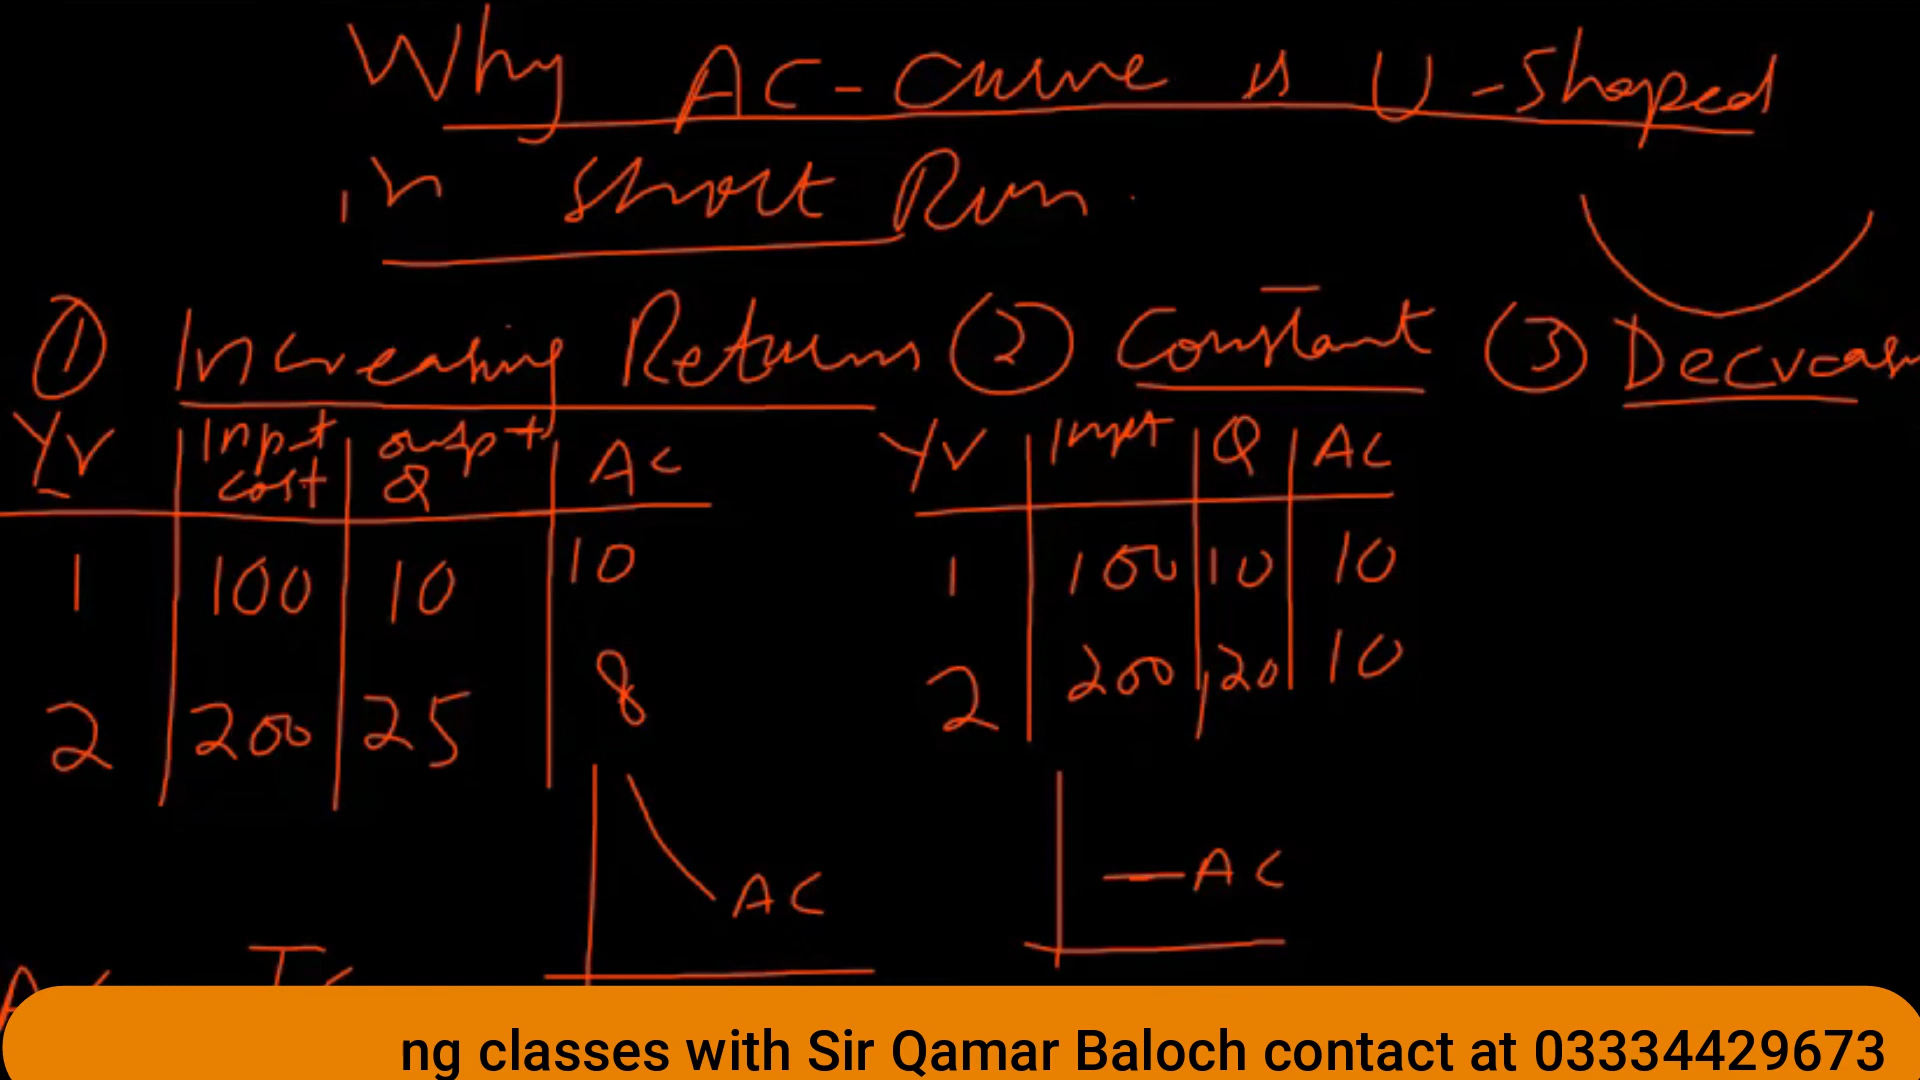 Why AC-Curve is U-Shaped
in Short Run.
① Increasing Returns ② Constant ③ Decreasin
Yr Input cost output Q AC
1 100 10 10
2 200 25 8
AC
Yr Input Q AC
1 100 10 10
2 200 20 10
AC
ng classes with Sir Qamar Baloch contact at 03334429673